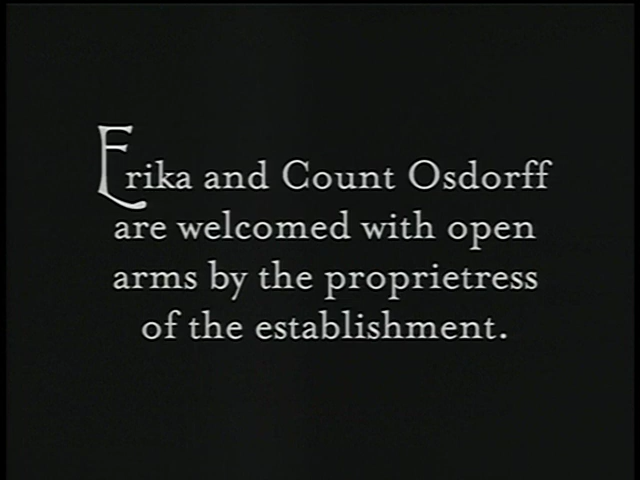 Erika and Count Osdorff
are welcomed with open
arms by the proprietress
of the establishment.